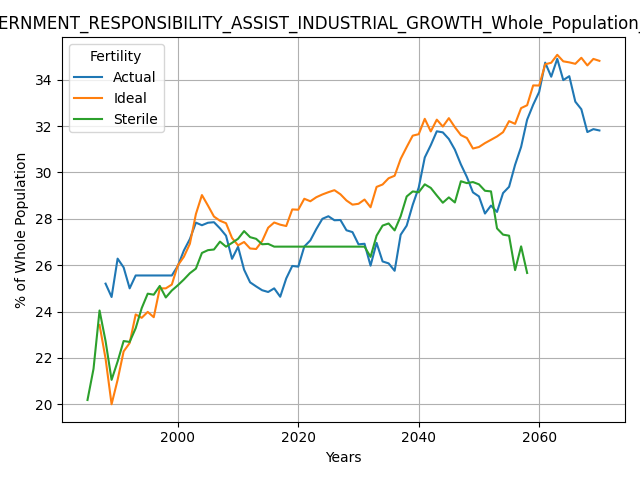 ERNMENT_RESPONSIBILITY_ASSIST_INDUSTRIAL_GROWTH_Whole_Population_
Fertility
Actual
Ideal
Sterile
% of Whole Population
34
32
30
28
26
24
22
20
2000 2020 2040 2060
Years